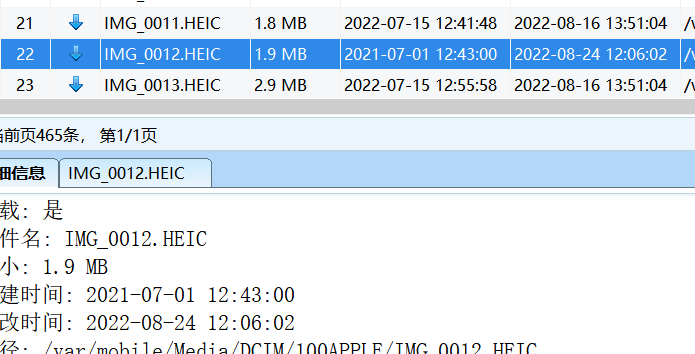 21 IMG_0011.HEIC 1.8 MB 2022-07-15 12:41:48 2022-08-16 13:51:04 /v
22 IMG_0012.HEIC 1.9 MB 2021-07-01 12:43:00 2022-08-24 12:06:02 /v
23 IMG_0013.HEIC 2.9 MB 2022-07-15 12:55:58 2022-08-16 13:51:04 /v
当前页465条， 第1/1页
细信息 IMG_0012.HEIC
载: 是
件名: IMG_0012.HEIC
小: 1.9 MB
建时间: 2021-07-01 12:43:00
改时间: 2022-08-24 12:06:02
径: /var/mobile/Media/DCIM/100APPLE/IMG_0012.HEIC